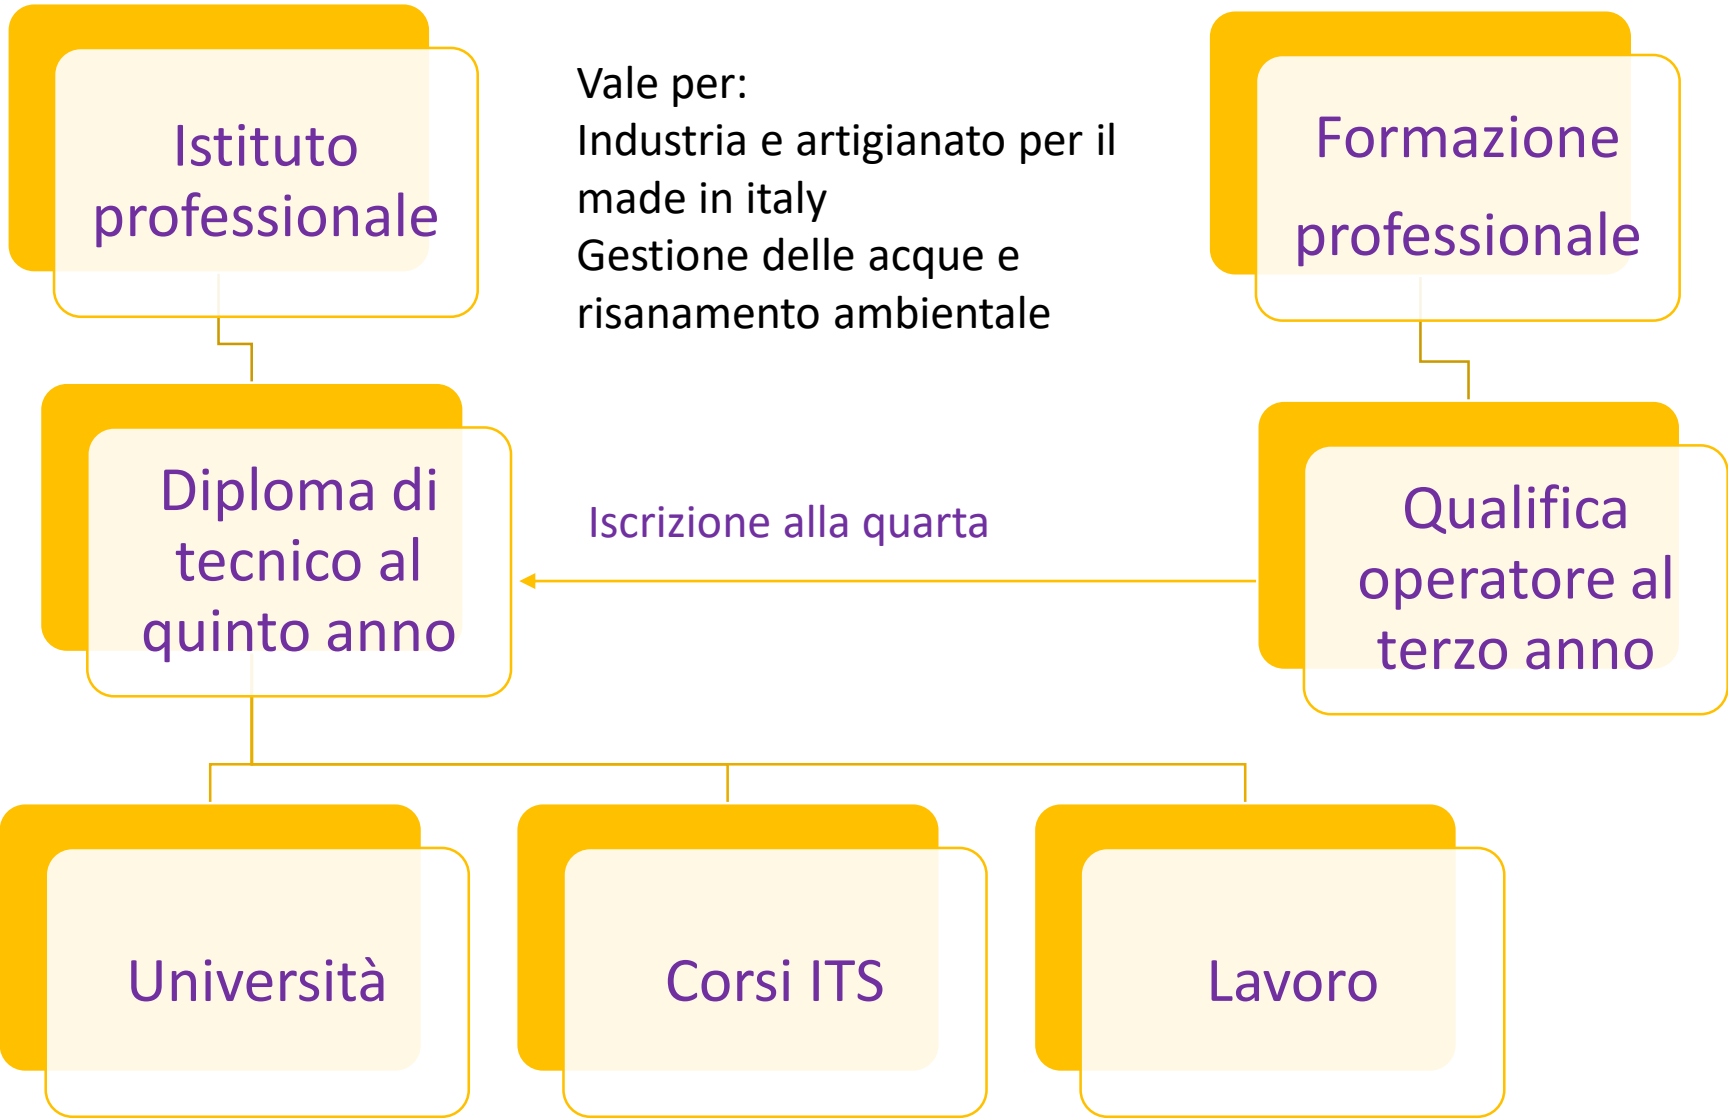 Istituto
professionale
Vale per:
Industria e artigianato per il
made in italy
Gestione delle acque e
risanamento ambientale
Formazione
professionale
Diploma di
tecnico al
quinto anno
Iscrizione alla quarta
Qualifica
operatore al
terzo anno
Università
Corsi ITS
Lavoro